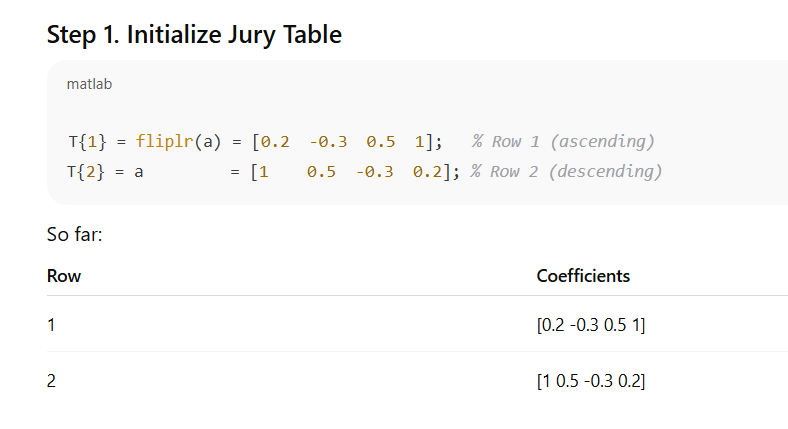 Step 1. Initialize Jury Table
matlab
T{1} = fliplr(a) = [0.2  -0.3  0.5  1];   % Row 1 (ascending)
T{2} = a         = [1    0.5  -0.3  0.2]; % Row 2 (descending)
So far:
Row Coefficients
1 [0.2 -0.3 0.5 1]
2 [1 0.5 -0.3 0.2]